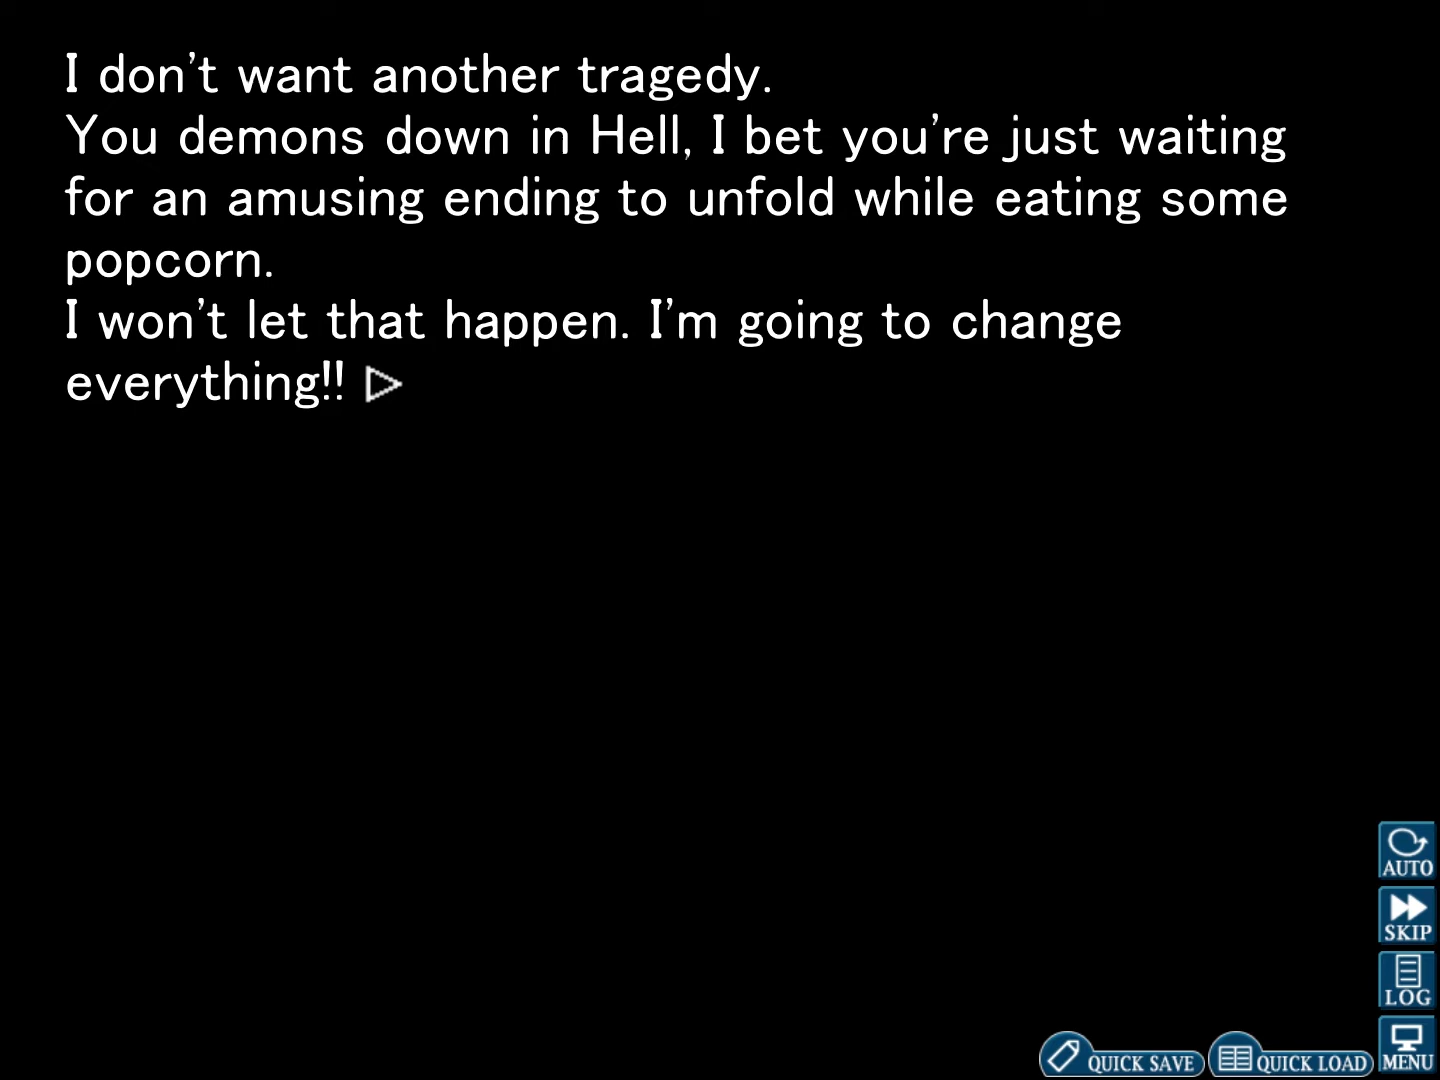 I don't want another tragedy.
You demons down in Hell, I bet you're just waiting
for an amusing ending to unfold while eating some
popcorn.
I won't let that happen. I'm going to change
everything!!
AUTO
SKIP
LOG
MENU
QUICK SAVE
QUICK LOAD